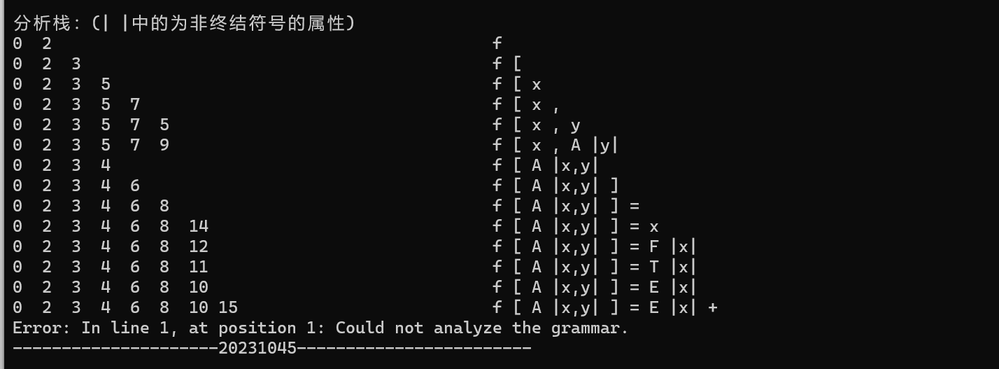 分析栈：(| |中的为非终结符号的属性)
0 2 f
0 2 3 f [
0 2 3 5 f [ x
0 2 3 5 7 f [ x ,
0 2 3 5 7 5 f [ x , y
0 2 3 5 7 9 f [ x , A |y|
0 2 3 4 f [ A |x,y|
0 2 3 4 6 f [ A |x,y| ]
0 2 3 4 6 8 f [ A |x,y| ] =
0 2 3 4 6 8 14 f [ A |x,y| ] = x
0 2 3 4 6 8 12 f [ A |x,y| ] = F |x|
0 2 3 4 6 8 11 f [ A |x,y| ] = T |x|
0 2 3 4 6 8 10 f [ A |x,y| ] = E |x|
0 2 3 4 6 8 10 15 f [ A |x,y| ] = E |x| +
Error: In line 1, at position 1: Could not analyze the grammar.
---------------------20231045------------------------